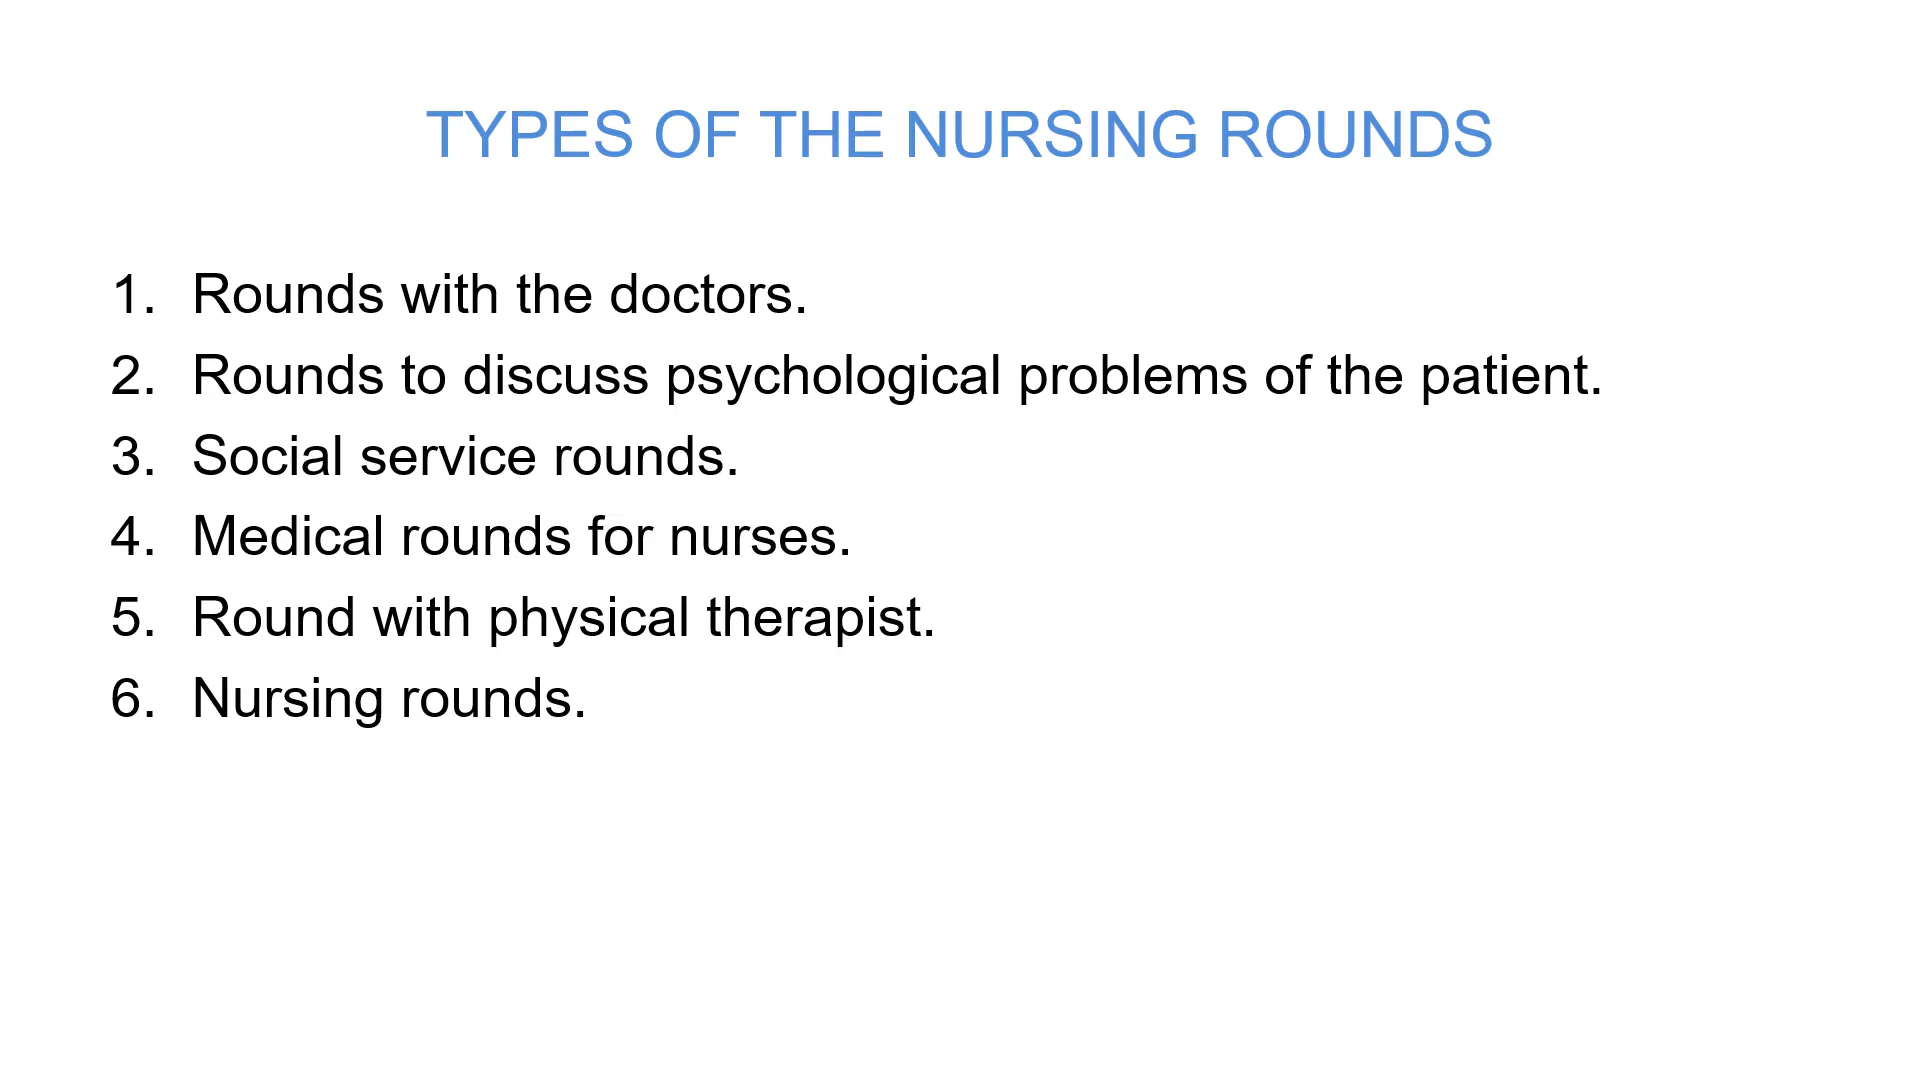 TYPES OF THE NURSING ROUNDS
1. Rounds with the doctors.
2. Rounds to discuss psychological problems of the patient.
3. Social service rounds.
4. Medical rounds for nurses.
5. Round with physical therapist.
6. Nursing rounds.